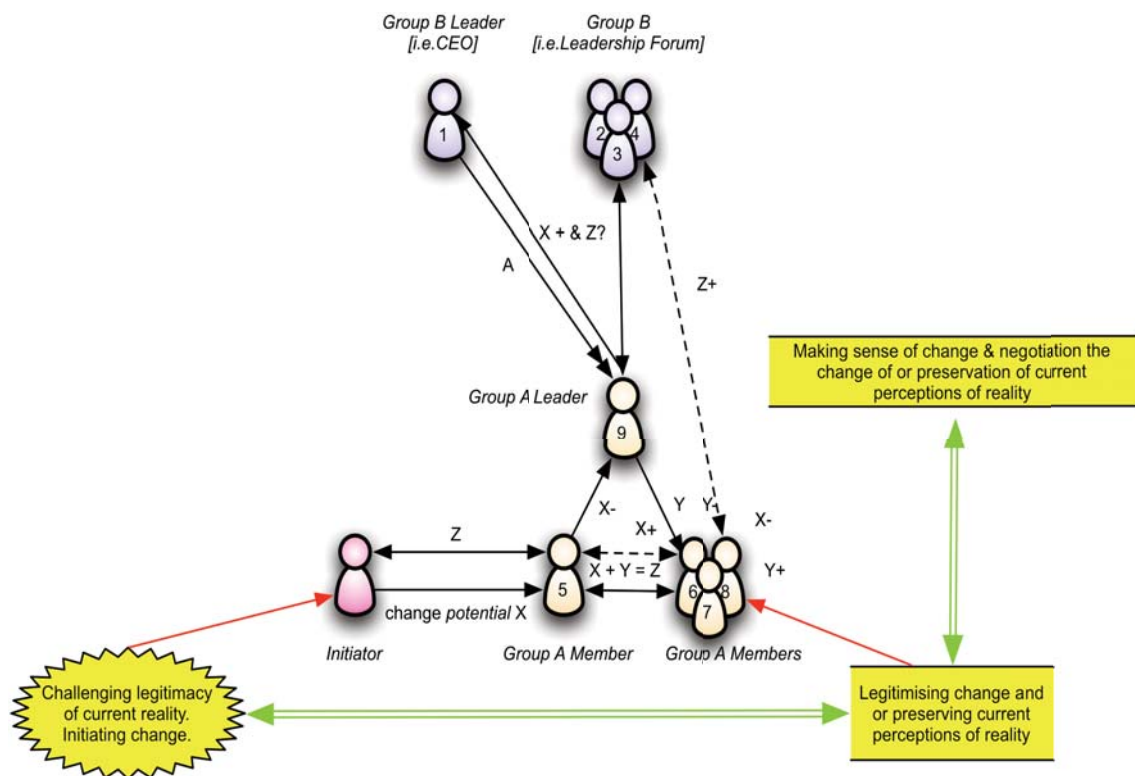 Group B Leader
[i.e.CEO]
Group B
[i.e.Leadership Forum]
1
2
4
3
X + & Z?
A
Z+
Making sense of change & negotiation the
change of or preservation of current
perceptions of reality
Group A Leader
9
X-
Y
Y-
X-
X+
Z
X + Y = Z
Y+
5
6
8
7
change potential X
Initiator
Group A Member
Group A Members
Challenging legitimacy
of current reality.
Initiating change.
Legitimising change and
or preserving current
perceptions of reality